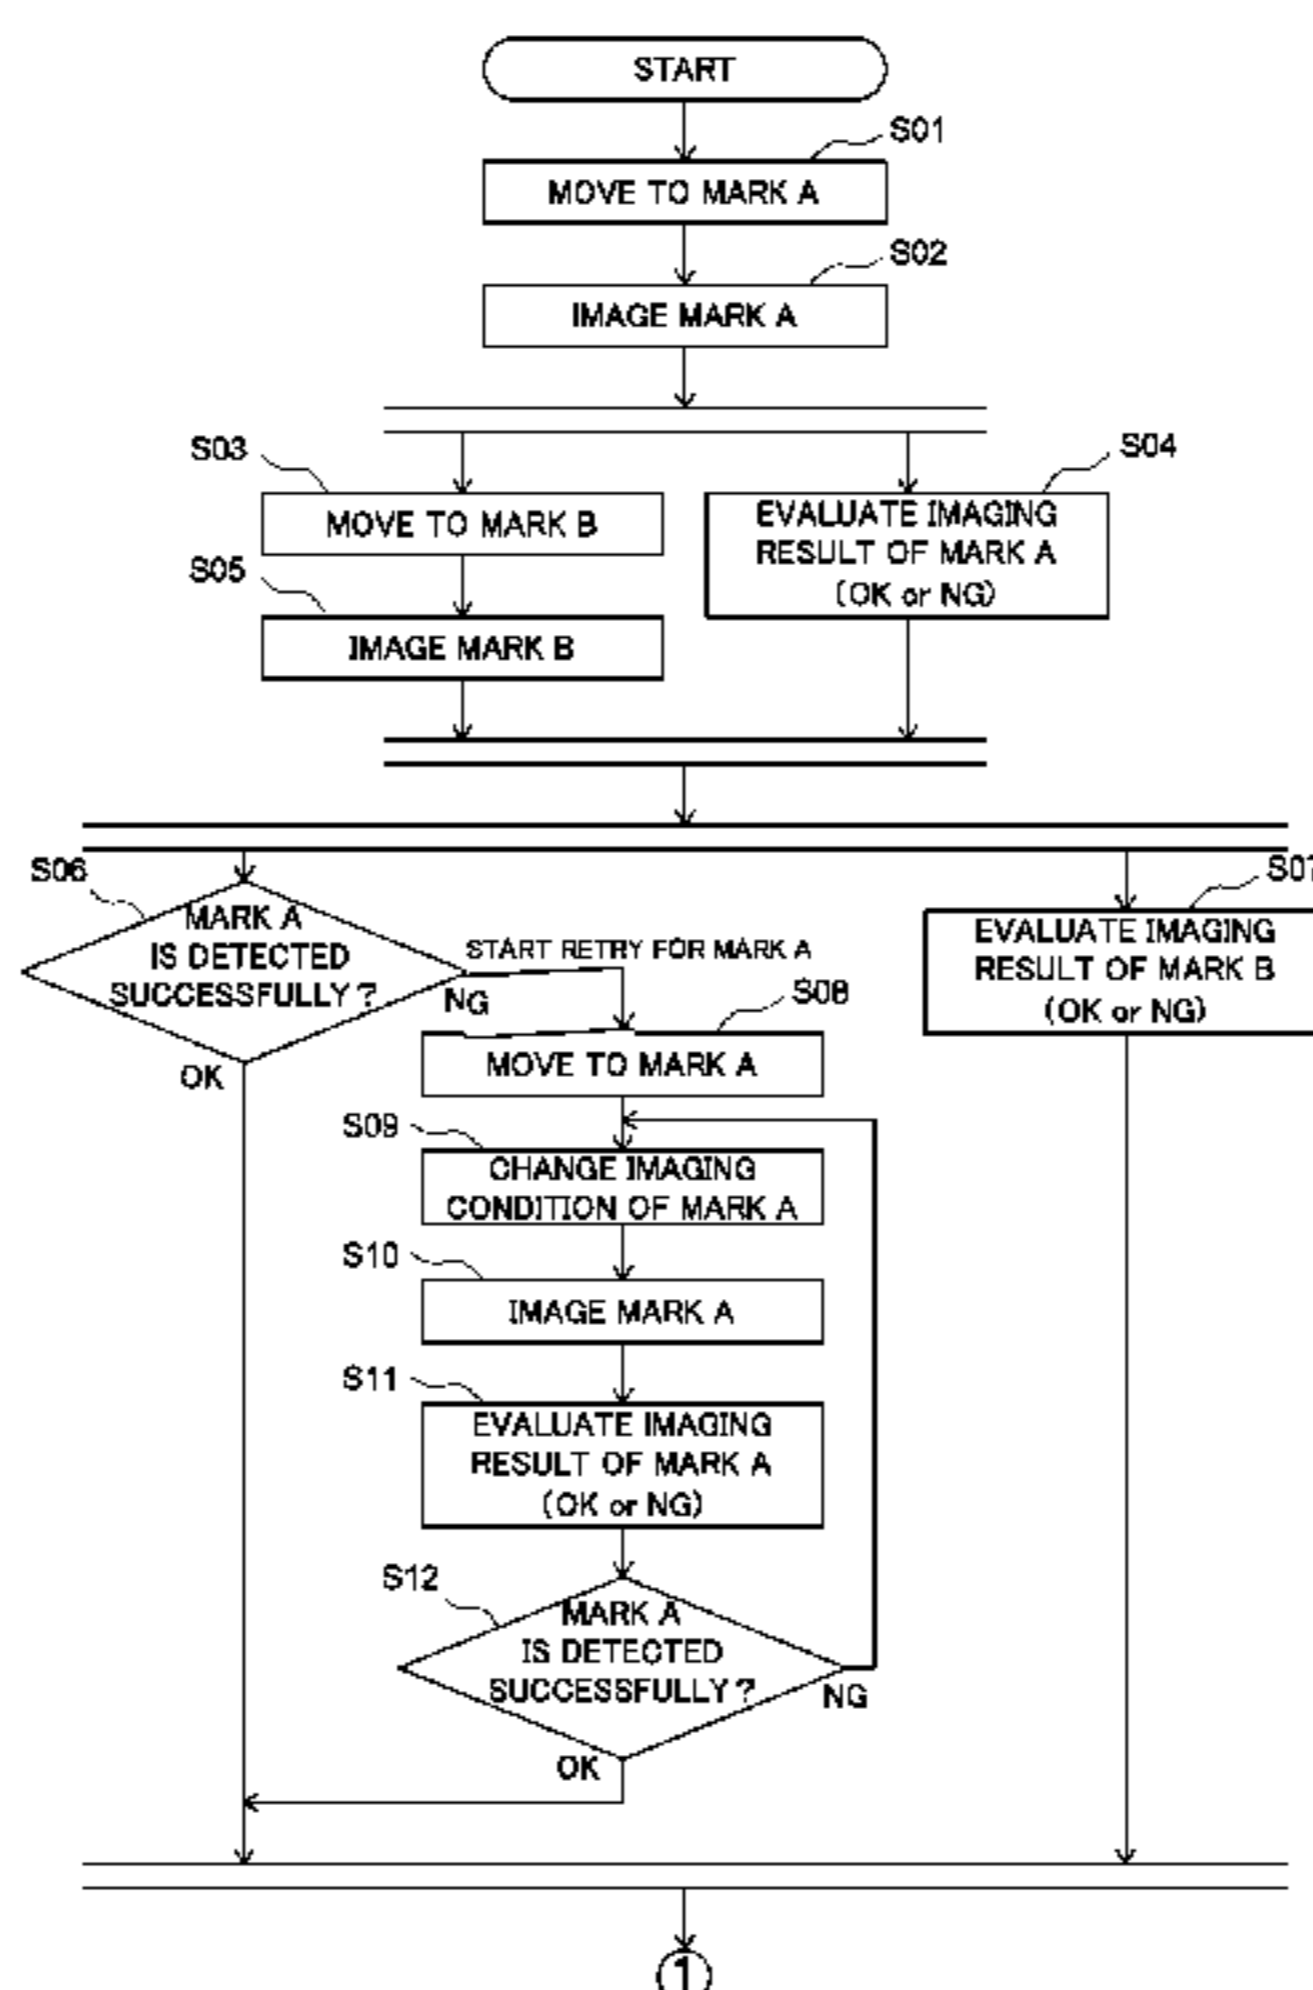 START
S01
MOVE TO MARK A
S02
IMAGE MARK A
S03
MOVE TO MARK B
S04
EVALUATE IMAGING
RESULT OF MARK A
(OK or NG)
S05
IMAGE MARK B
S06
MARK A
IS DETECTED
SUCCESSFULLY?
NG
OK
START RETRY FOR MARK A
S07
EVALUATE IMAGING
RESULT OF MARK B
(OK or NG)
S08
MOVE TO MARK A
S09
CHANGE IMAGING
CONDITION OF MARK A
S10
IMAGE MARK A
S11
EVALUATE IMAGING
RESULT OF MARK A
(OK or NG)
S12
MARK A
IS DETECTED
SUCCESSFULLY?
NG
OK
1